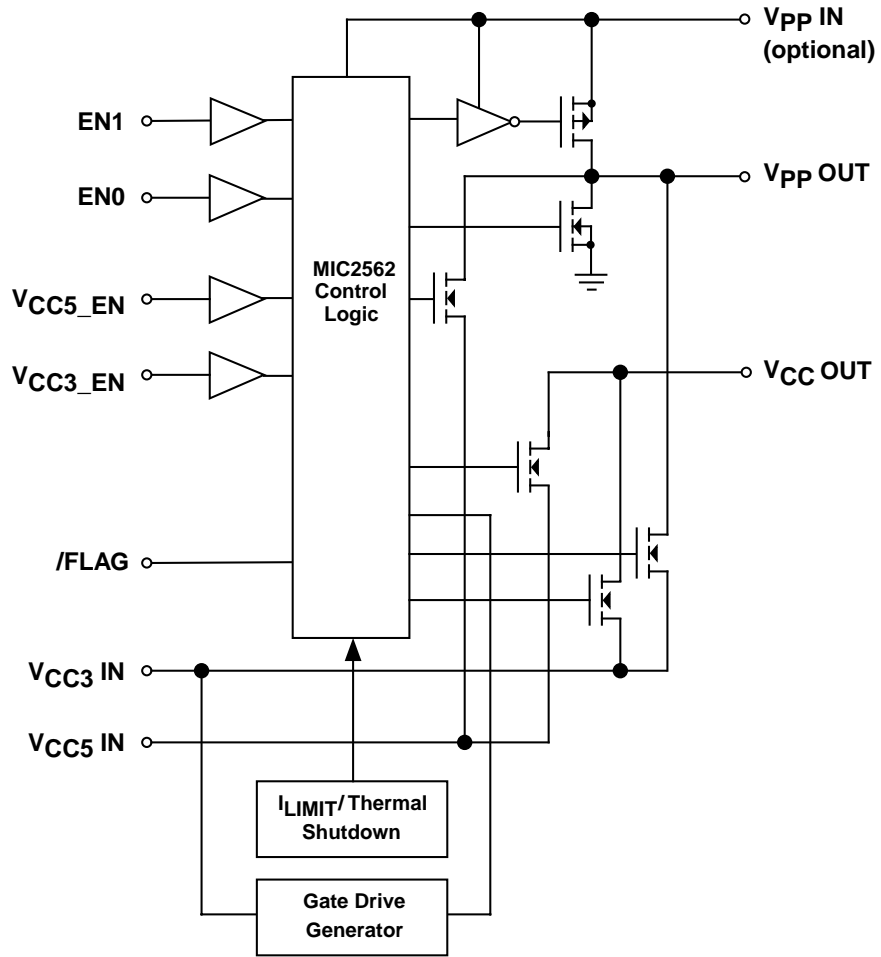 VPP IN
(optional)
EN1
EN0
VPP OUT
MIC2562
Control
Logic
VCC5_EN
VCC3_EN
VCC OUT
/FLAG
VCC3 IN
VCC5 IN
ILIMIT/ Thermal
Shutdown
Gate Drive
Generator